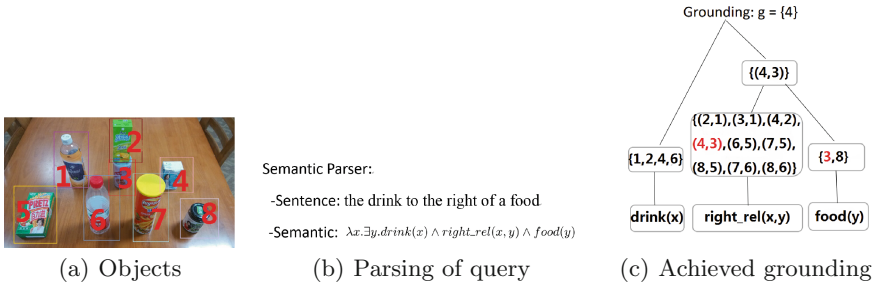 Grounding: g = {4}
{(4,3)}
{(2,1),(3,1),(4,2),
(4,3),(6,5),(7,5),
(8,5),(7,6),(8,6)}
{1,2,4,6}
{3,8}
drink(x)
right_rel(x,y)
food(y)
1
2
3
4
5
6
7
8
PRETZ
Semantic Parser:
-Sentence: the drink to the right of a food
-Semantic: λx.∃y.drink(x) ∧ right_rel(x, y) ∧ food(y)
(a) Objects
(b) Parsing of query
(c) Achieved grounding